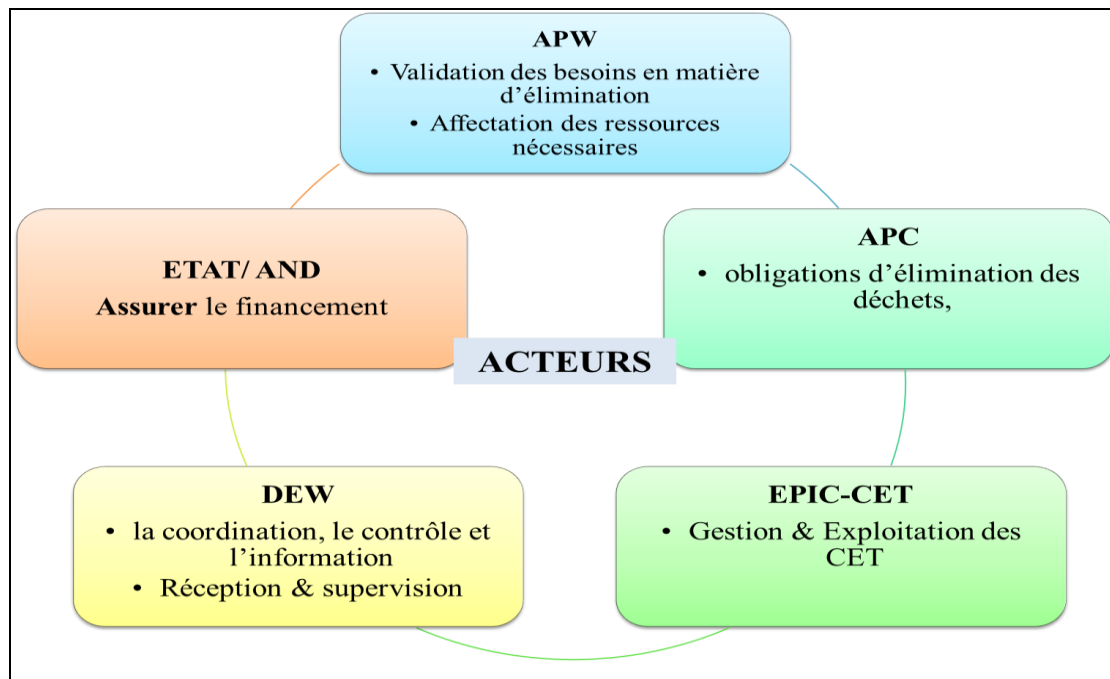 APW
• Validation des besoins en matière
d’élimination
• Affectation des ressources
nécessaires
ETAT/ AND
Assurer le financement
APC
• obligations d’élimination des
déchets,
ACTEURS
DEW
• la coordination, le contrôle et
l’information
• Réception & supervision
EPIC-CET
• Gestion & Exploitation des
CET